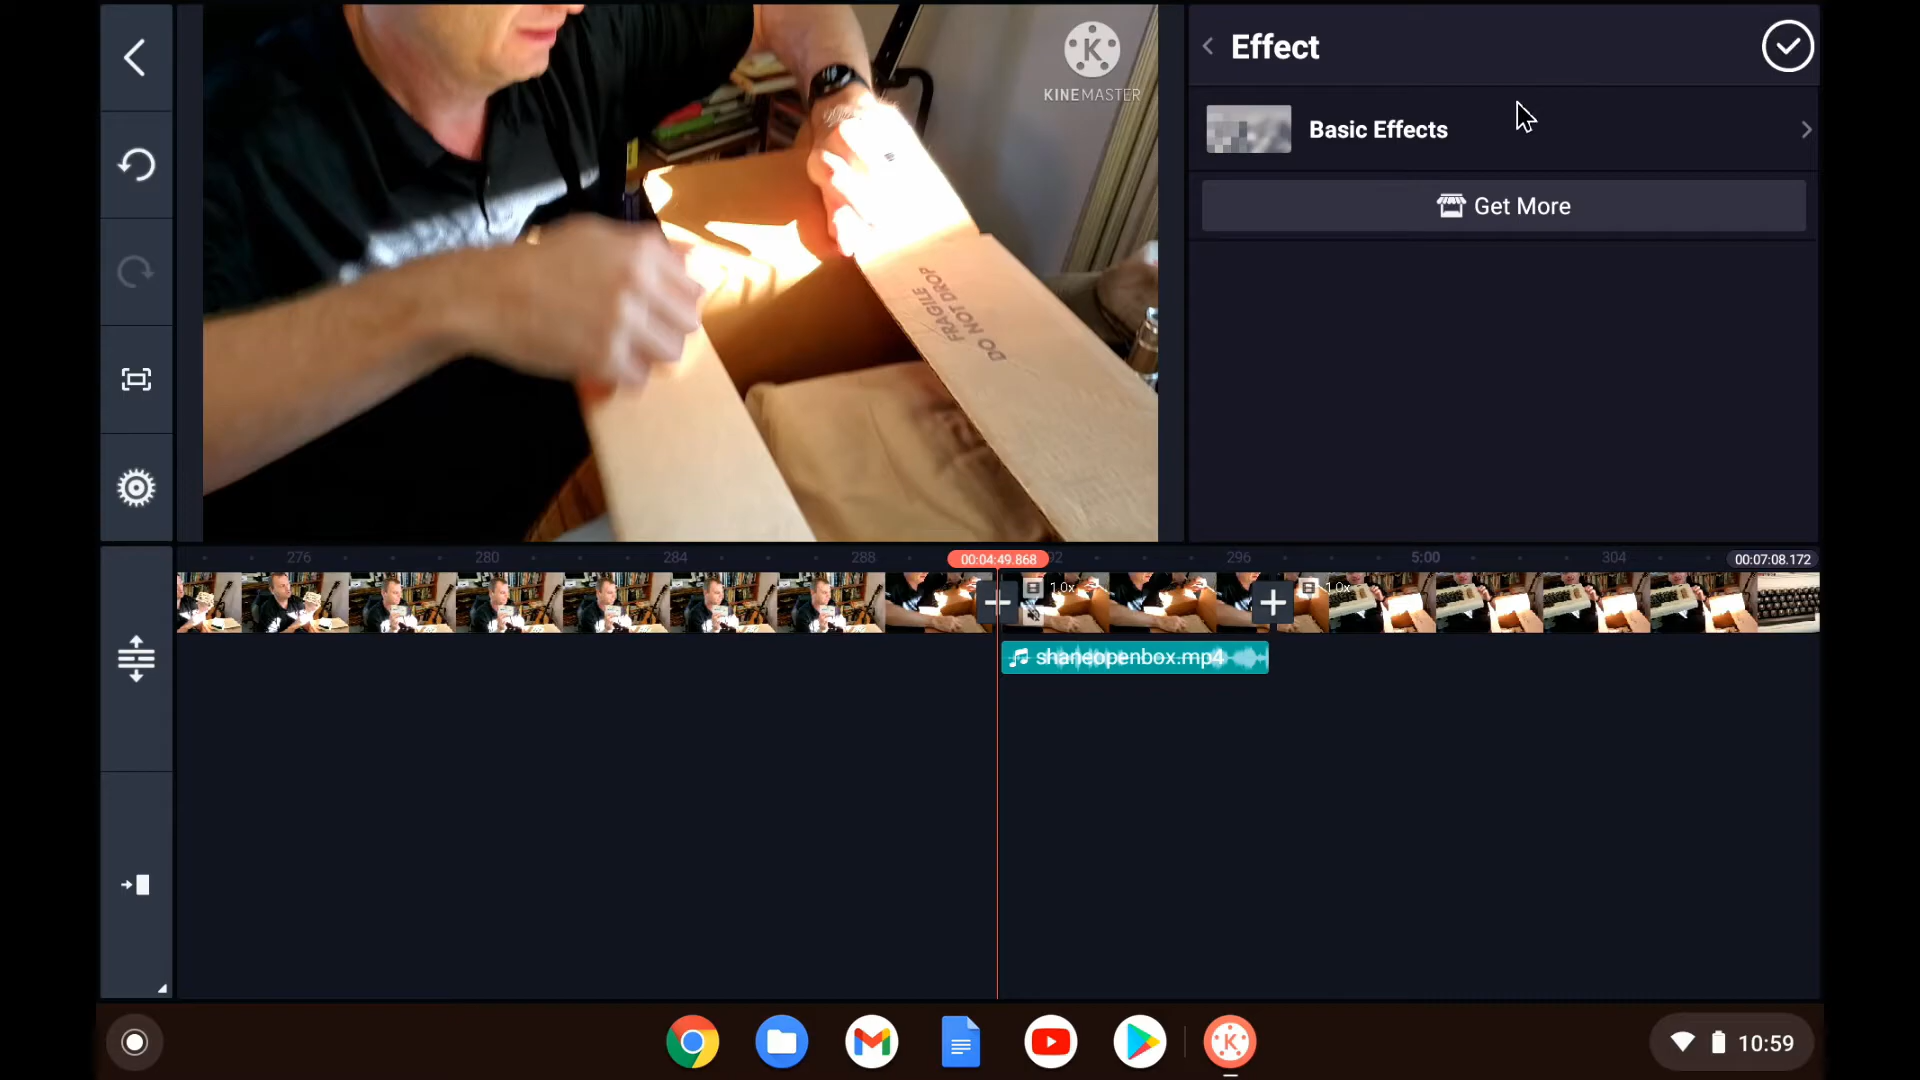 Effect
KINEMASTER
Basic Effects
Get More
FRAGILE
DO NOT DROP
276 280 284 288 00:04:49.868 92 296 5:00 304 00:07:08.172
1.0x 1.0x
shaneopenbox.mp4
10:59